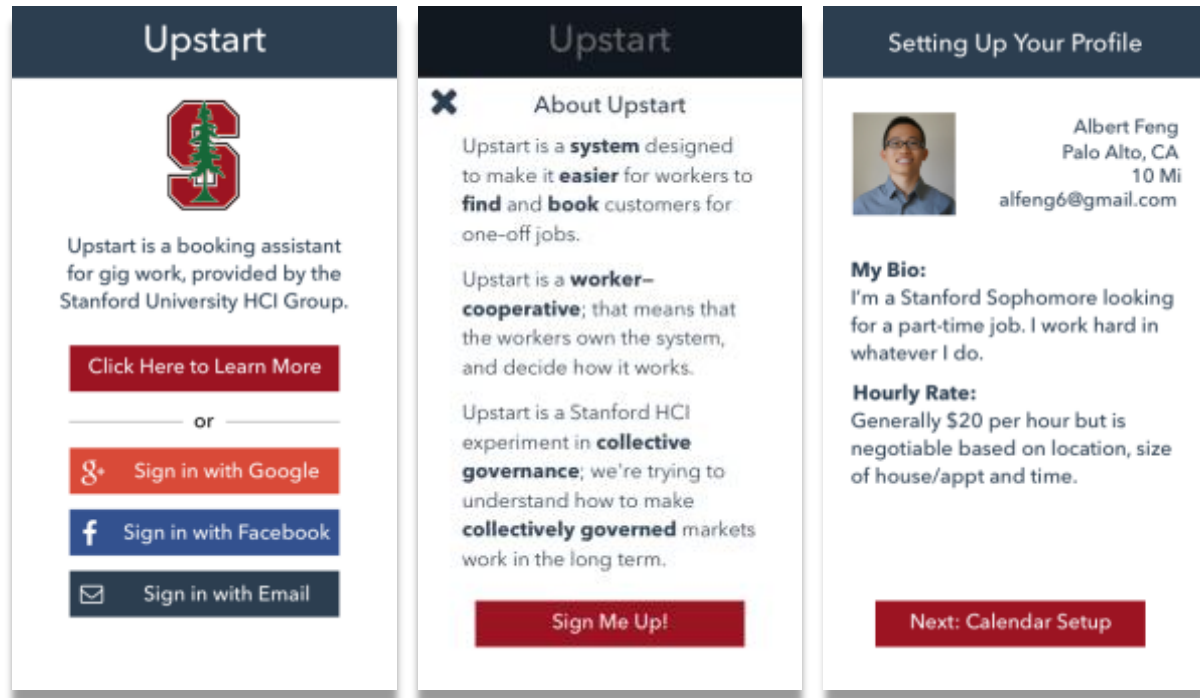 Upstart
S
Upstart is a booking assistant
for gig work, provided by the
Stanford University HCI Group.
Click Here to Learn More
or
g+ Sign in with Google
f Sign in with Facebook
Sign in with Email
Upstart
About Upstart
Upstart is a system designed
to make it easier for workers to
find and book customers for
one-off jobs.
Upstart is a worker–
cooperative; that means that
the workers own the system,
and decide how it works.
Upstart is a Stanford HCI
experiment in collective
governance; we're trying to
understand how to make
collectively governed markets
work in the long term.
Sign Me Up!
Setting Up Your Profile
Albert Feng
Palo Alto, CA
10 Mi
alfeng6@gmail.com
My Bio:
I'm a Stanford Sophomore looking
for a part-time job. I work hard in
whatever I do.
Hourly Rate:
Generally $20 per hour but is
negotiable based on location, size
of house/appt and time.
Next: Calendar Setup